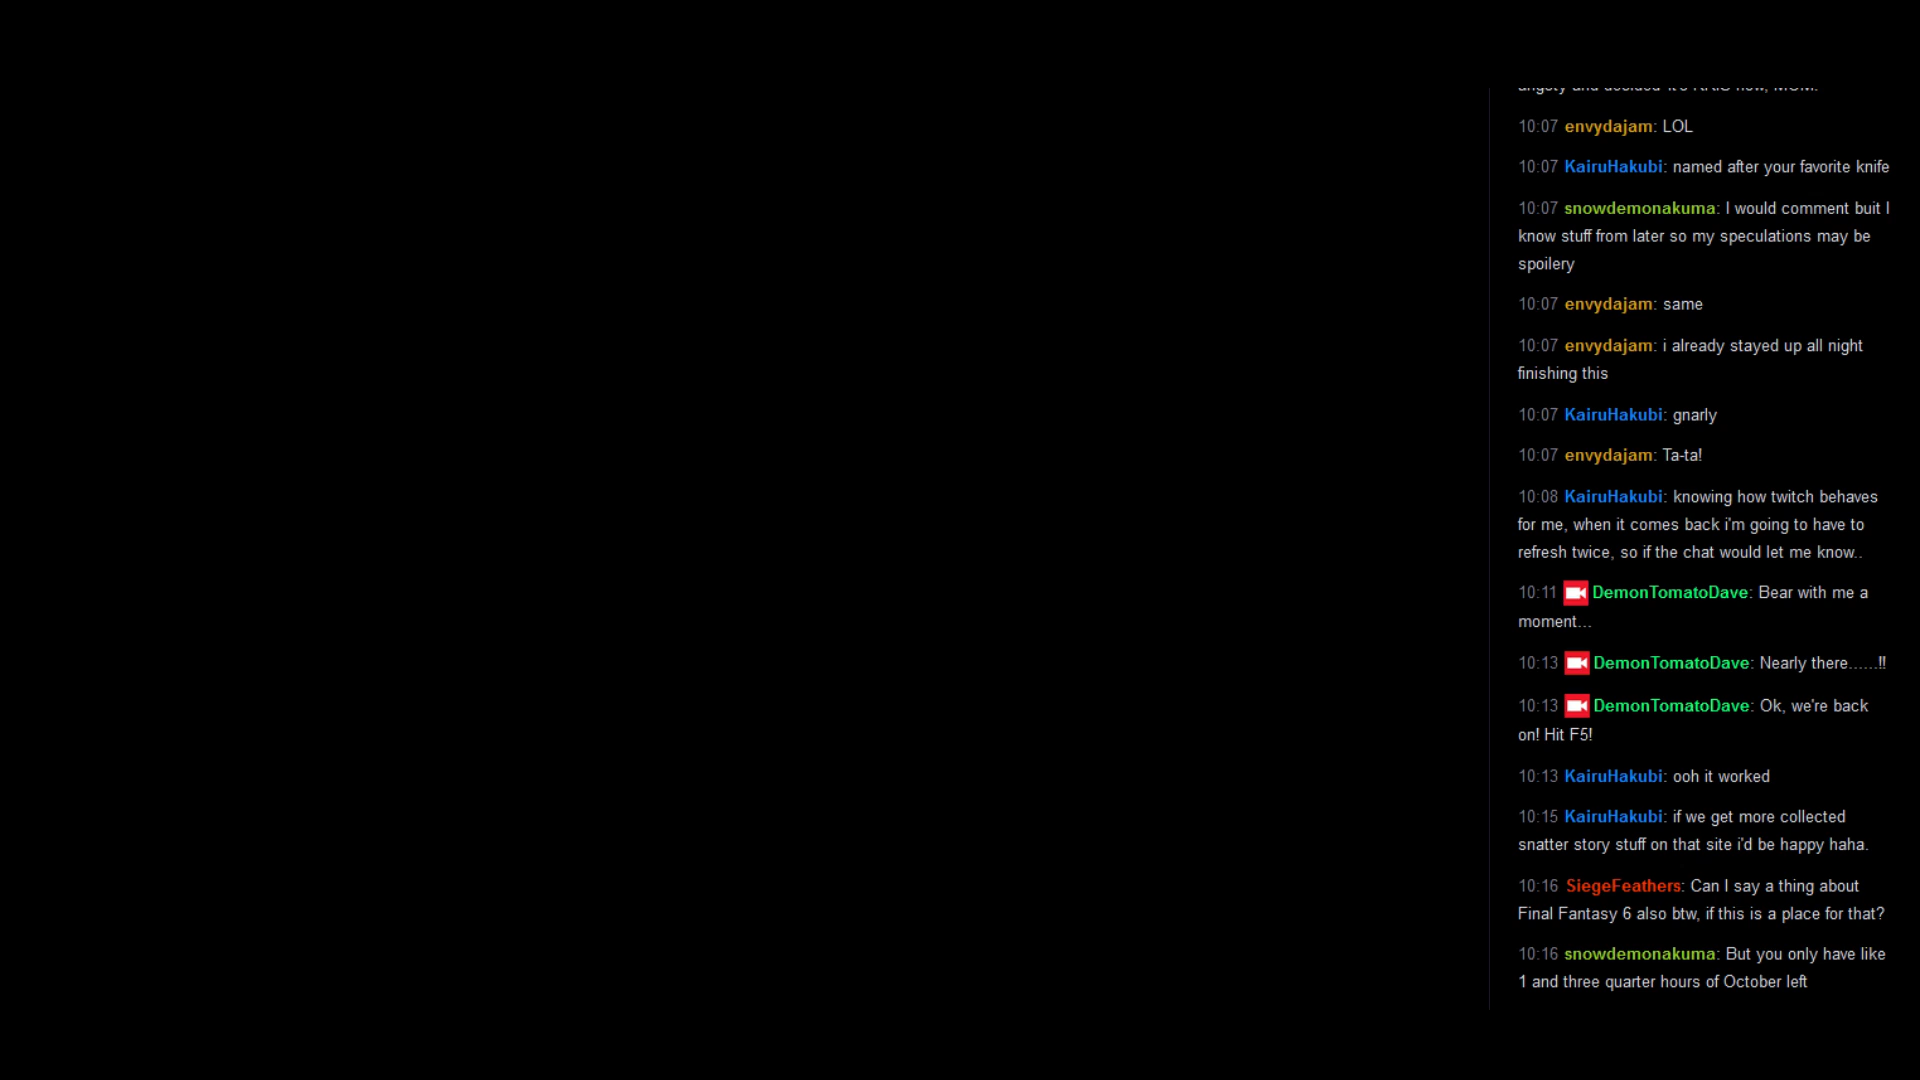 10:07 envydajam: LOL
10:07 KairuHakubi: named after your favorite knife
10:07 snowdemonakuma: I would comment buit I
know stuff from later so my speculations may be
spoilery
10:07 envydajam: same
10:07 envydajam: i already stayed up all night
finishing this
10:07 KairuHakubi: gnarly
10:07 envydajam: Ta-ta!
10:08 KairuHakubi: knowing how twitch behaves
for me, when it comes back i'm going to have to
refresh twice, so if the chat would let me know..
10:11 DemonTomatoDave: Bear with me a
moment...
10:13 DemonTomatoDave: Nearly there......!!
10:13 DemonTomatoDave: Ok, we're back
on! Hit F5!
10:13 KairuHakubi: ooh it worked
10:15 KairuHakubi: if we get more collected
snatter story stuff on that site i'd be happy haha.
10:16 SiegeFeathers: Can I say a thing about
Final Fantasy 6 also btw, if this is a place for that?
10:16 snowdemonakuma: But you only have like
1 and three quarter hours of October left